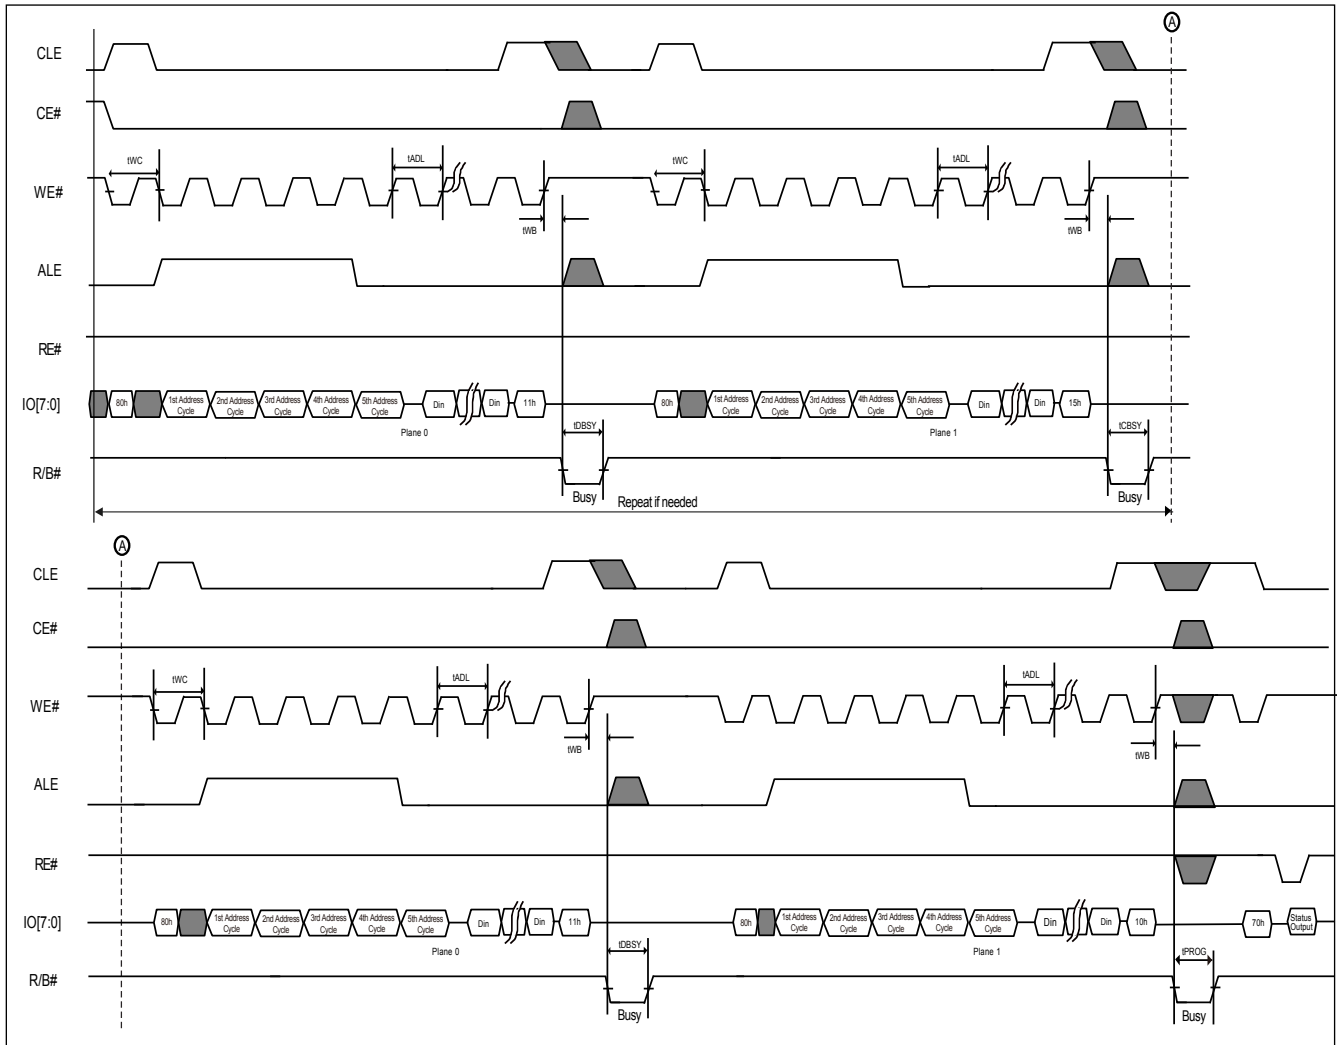 A
CLE
CE#
tWC
tADL
tWC
tADL
WE#
tWB
tWB
ALE
RE#
IO[7:0]
80h
1st Address Cycle
2nd Address Cycle
3rd Address Cycle
4th Address Cycle
5th Address Cycle
Din
Din
11h
80h
1st Address Cycle
2nd Address Cycle
3rd Address Cycle
4th Address Cycle
5th Address Cycle
Din
Din
15h
Plane 0
tDBSY
Plane 1
tCBSY
R/B#
Busy
Repeat if needed
Busy
A
CLE
CE#
tWC
tADL
tADL
WE#
tWB
tWB
ALE
RE#
IO[7:0]
80h
1st Address Cycle
2nd Address Cycle
3rd Address Cycle
4th Address Cycle
5th Address Cycle
Din
Din
11h
80h
1st Address Cycle
2nd Address Cycle
3rd Address Cycle
4th Address Cycle
5th Address Cycle
Din
Din
10h
70h
Status Output
Plane 0
tDBSY
Plane 1
tPROG
R/B#
Busy
Busy